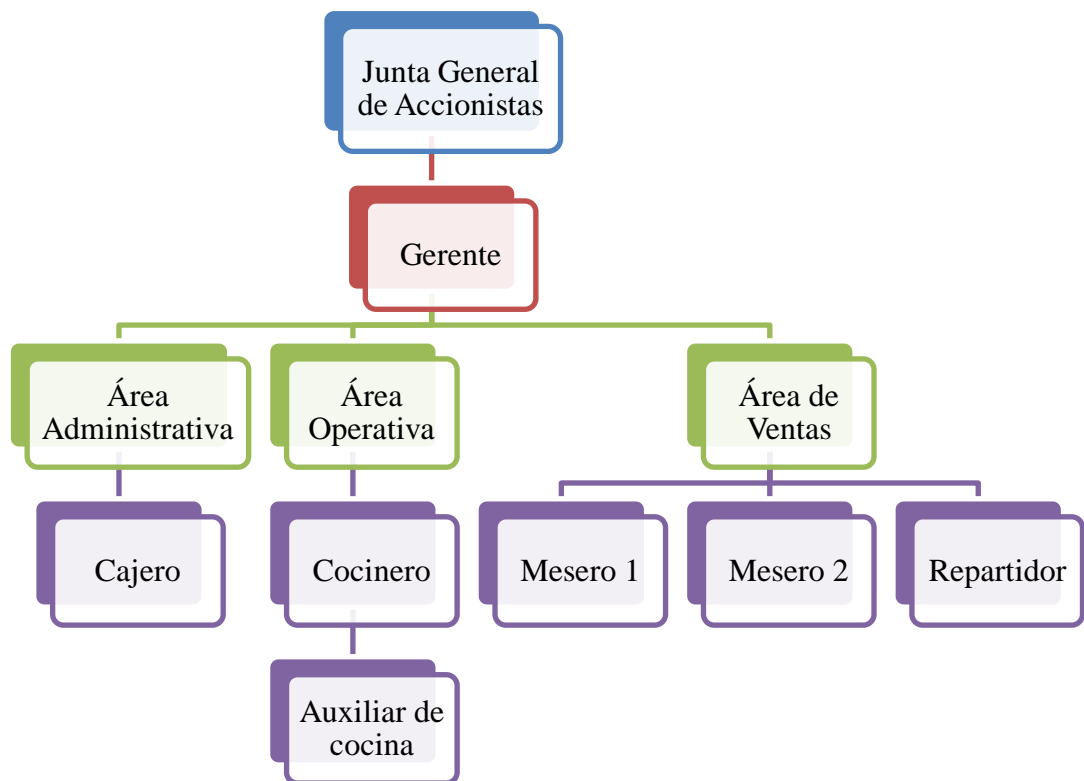 Junta General
de Accionistas
Gerente
Área
Administrativa
Área
Operativa
Área de
Ventas
Cajero
Cocinero
Mesero 1
Mesero 2
Repartidor
Auxiliar de
cocina